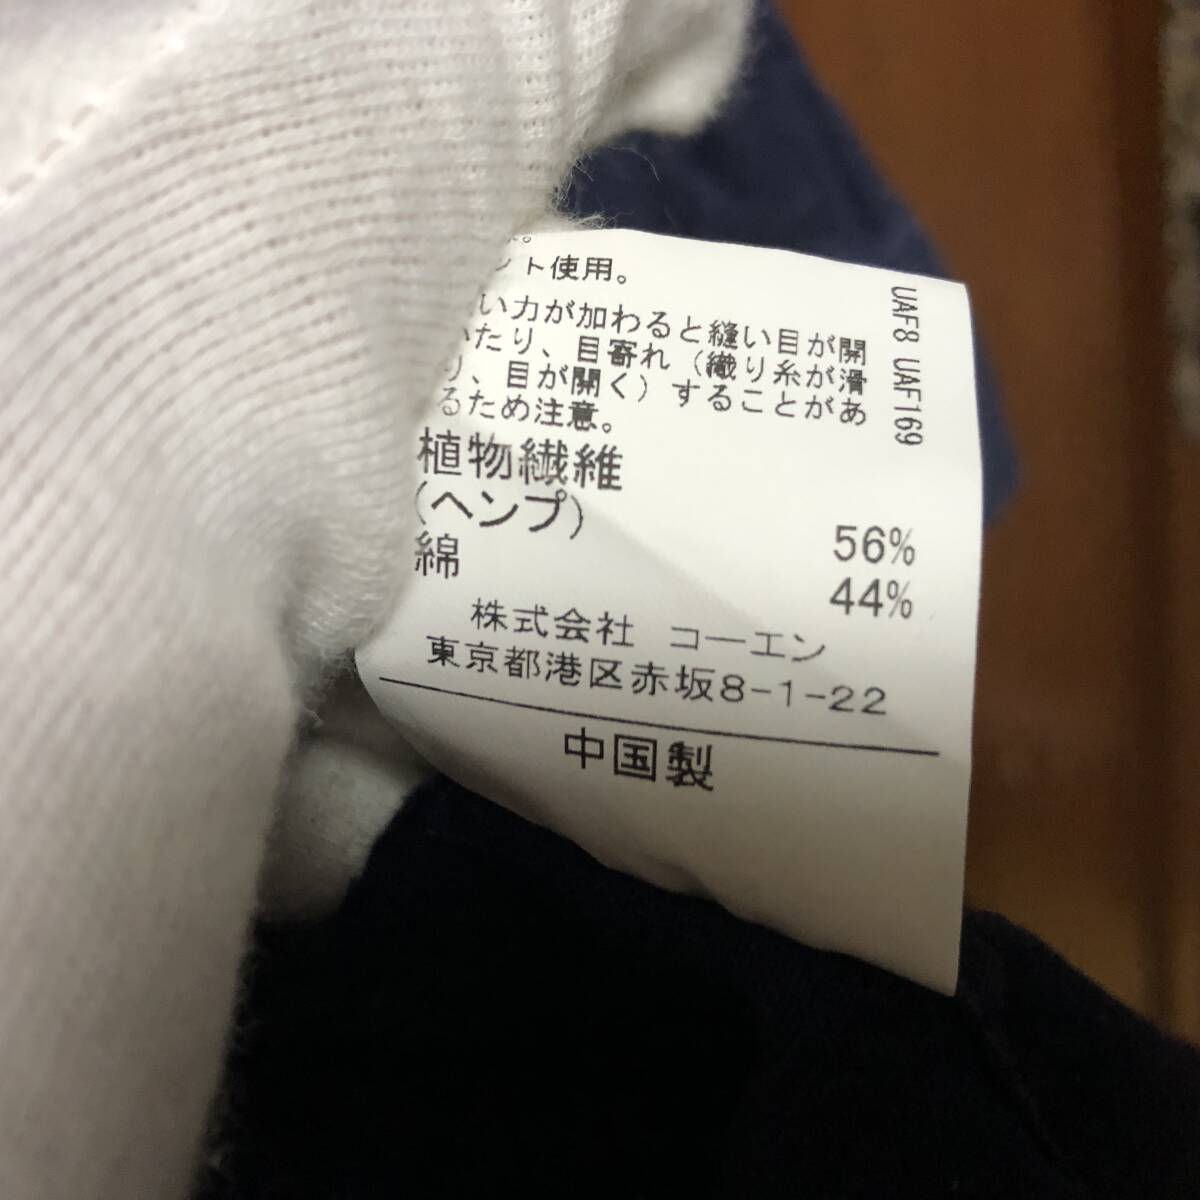 ト使用。
い力が加わると縫い目が開
たり、目寄れ（織り糸が滑
り、目が開く）することがあ
るため注意。
植物繊維
(ヘンプ) 56%
綿 44%
株式会社 コーエン
東京都港区赤坂8-1-22
中国製
UAF8 UAF169